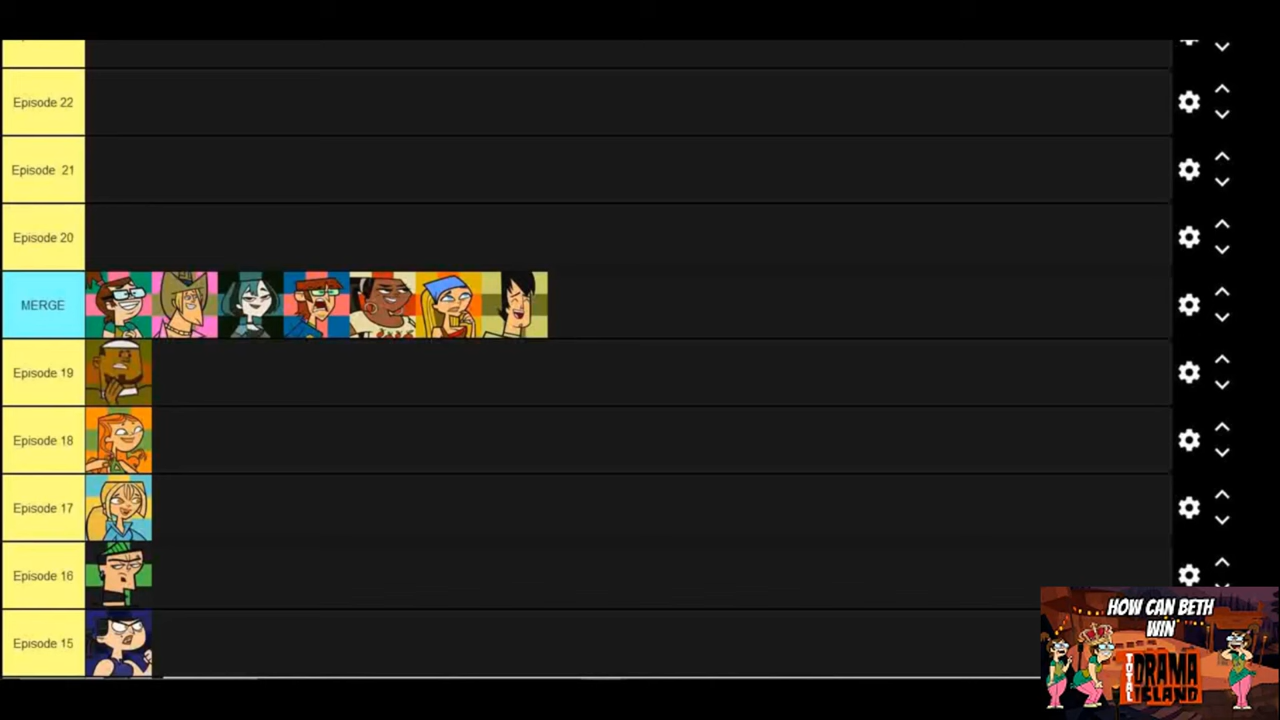 Episode 22
Episode 21
Episode 20
MERGE
Episode 19
Episode 18
Episode 17
Episode 16
Episode 15
HOW CAN BETH
WIN
TOTAL
DRAMA
ISLAND